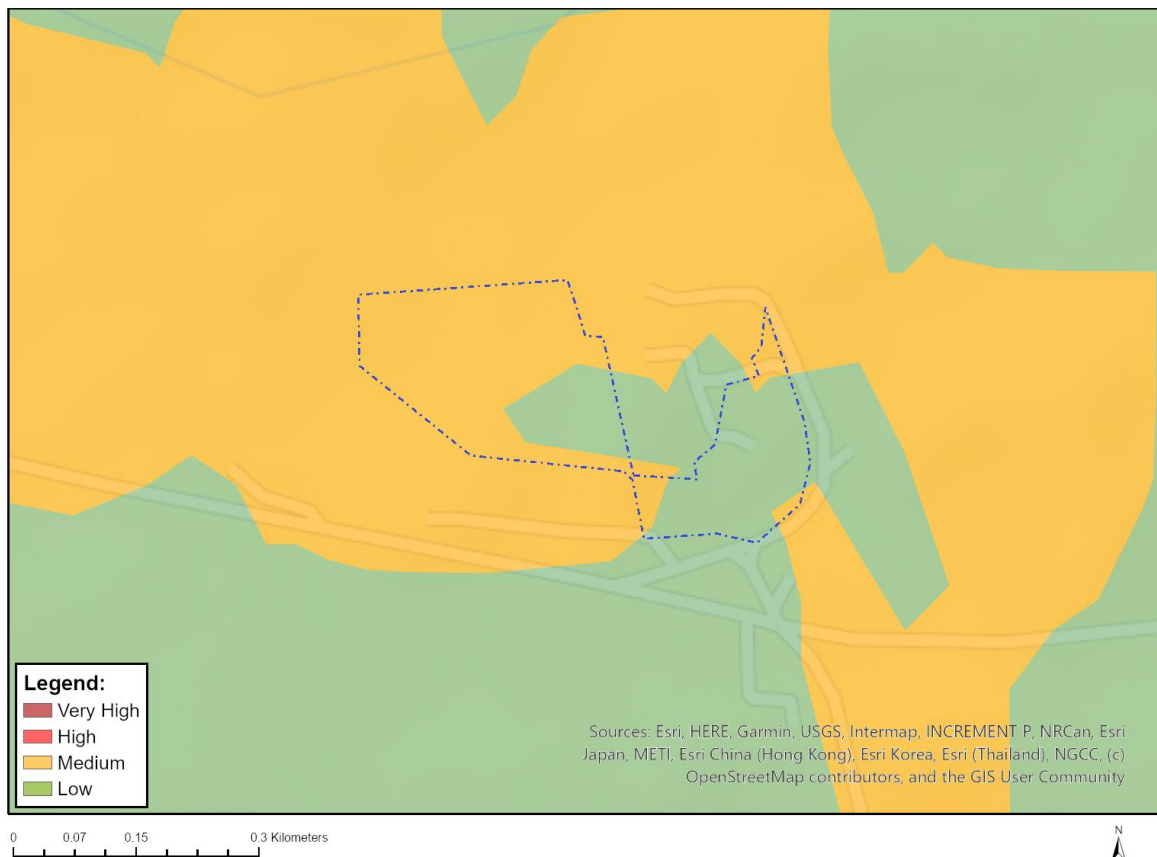 Legend:
Very High
High
Medium
Low
Sources: Esri, HERE, Garmin, USGS, Intermap, INCREMENT P, NRCan, Esri
Japan, METI, Esri China (Hong Kong), Esri Korea, Esri (Thailand), NGCC, (c)
OpenStreetMap contributors, and the GIS User Community
0 0.07 0.15 0.3 Kilometers
N